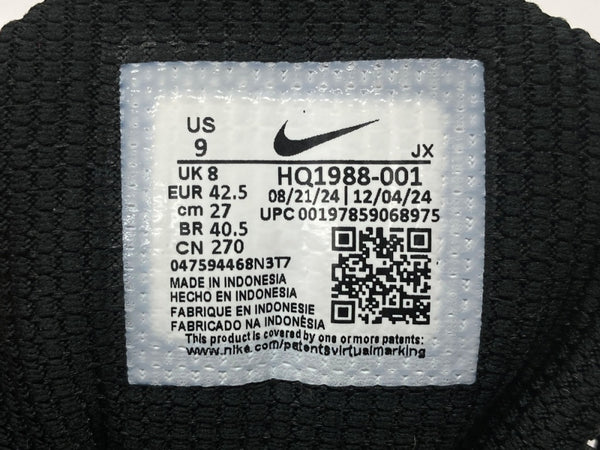 US
9
JX
UK 8
EUR 42.5
cm 27
BR 40.5
CN 270
HQ1988-001
08/21/24 | 12/04/24
UPC 00197859068975
047594468N3T7
MADE IN INDONESIA
HECHO EN INDONESIA
FABRIQUE EN INDONESIE
FABRICADO NA INDONÉSIA
This product is covered by one or more patents:
www.nike.com/patentsvirtualmarking